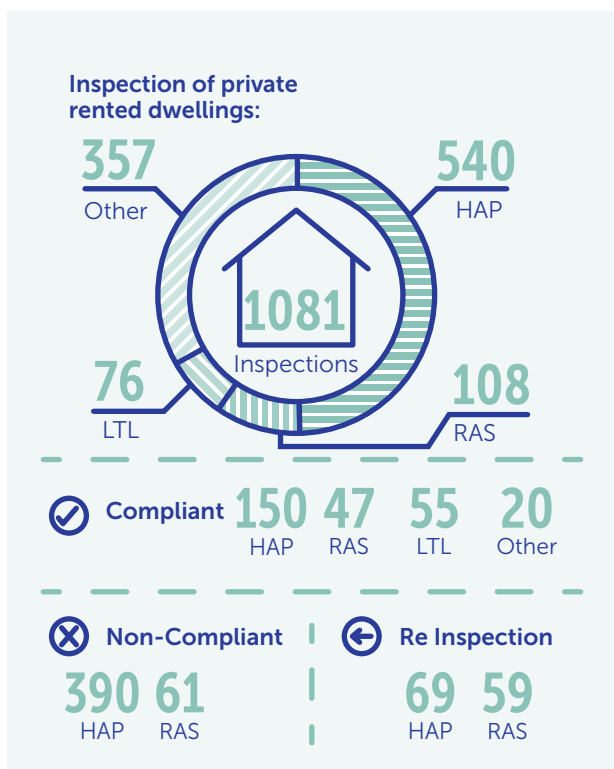 Inspection of private
rented dwellings:
357
Other
540
HAP
1081
Inspections
76
LTL
108
RAS
Compliant
150
HAP
47
RAS
55
LTL
20
Other
Non-Compliant
390
HAP
61
RAS
Re Inspection
69
HAP
59
RAS